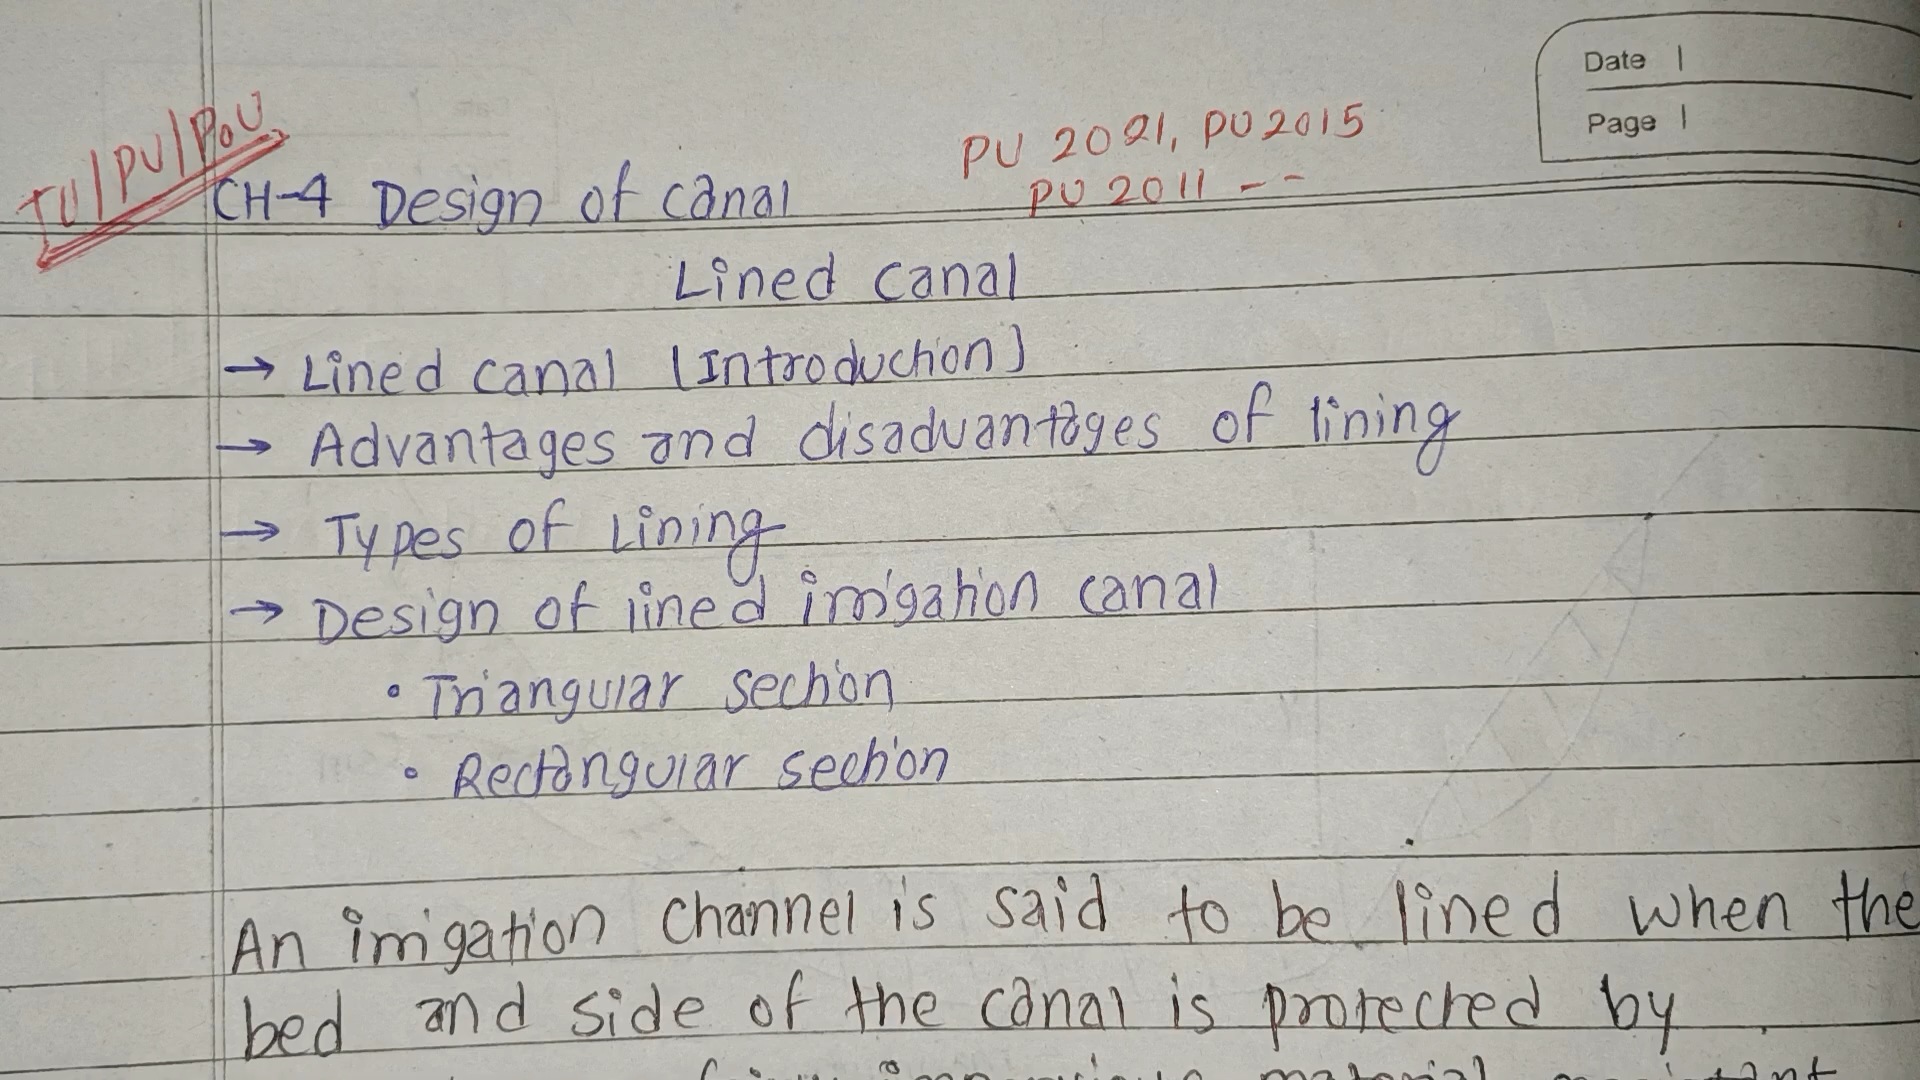 Date
Page
TU/PU/PoU
PU 2021, PU 2015
PU 2011 --
CH-4 Design of canal
Lined canal
→ Lined canal (Introduction)
→ Advantages and disadvantages of lining
→ Types of Lining
→ Design of lined irrigation canal
• Triangular section
• Rectangular section
An irrigation channel is said to be lined when the
bed and side of the canal is protected by
impervious material